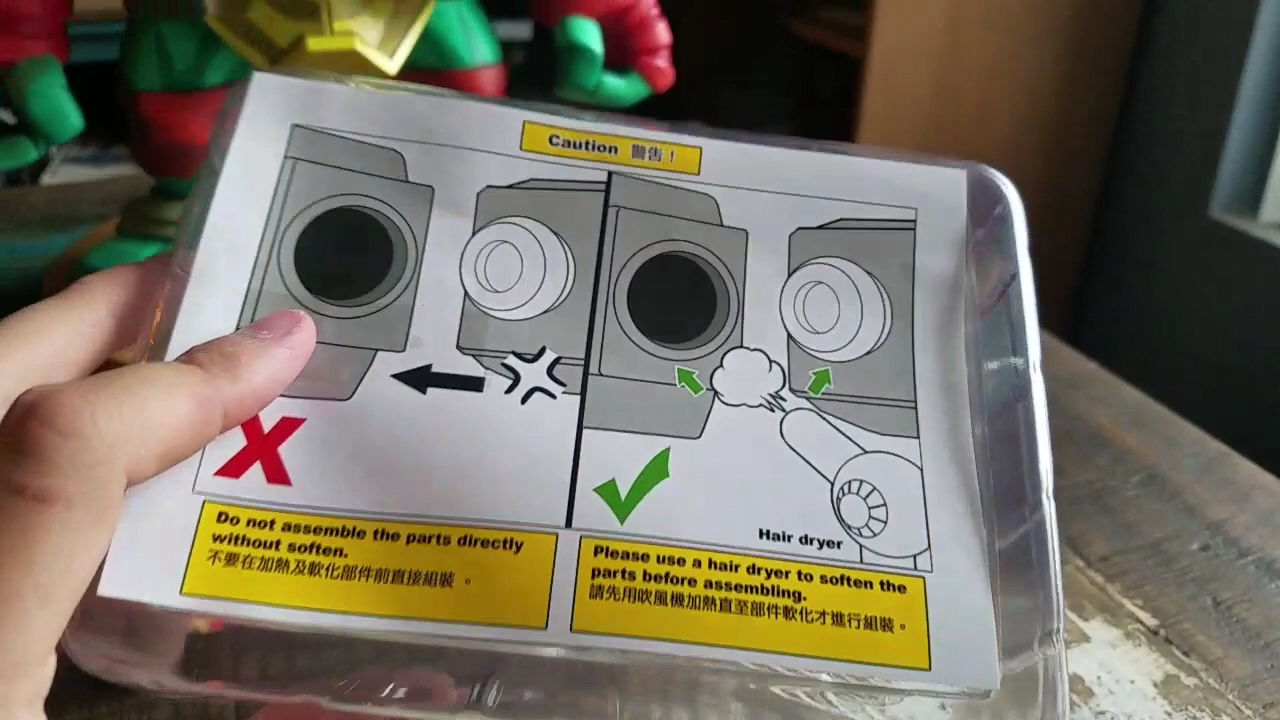 Caution 警告！
Hair dryer
Do not assemble the parts directly
without soften.
不要在加熱及軟化部件前直接組裝。
Please use a hair dryer to soften the
parts before assembling.
請先用吹風機加熱直至部件軟化才進行組裝。